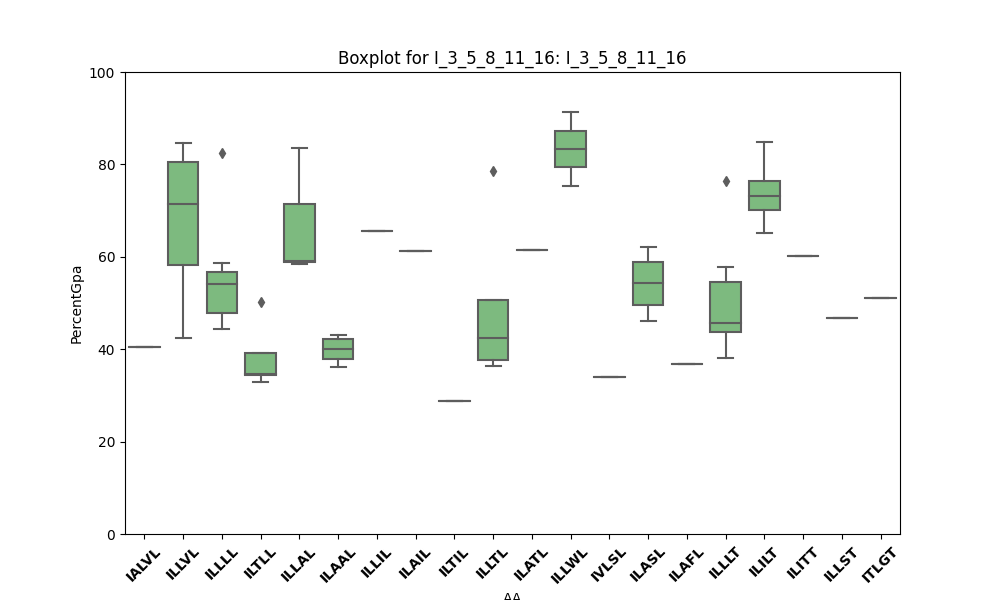 Boxplot for I_3_5_8_11_16: I_3_5_8_11_16
100
80
60
40
20
0
PercentGpa
IALVL
ILLVL
ILLLL
ILTLL
ILLAL
ILAAL
ILLIL
ILAIL
ILTIL
ILLTL
ILATL
ILLWL
IVLSL
ILASL
ILAFL
ILLLT
ILILT
ILITT
ILLST
ITLGT
AA